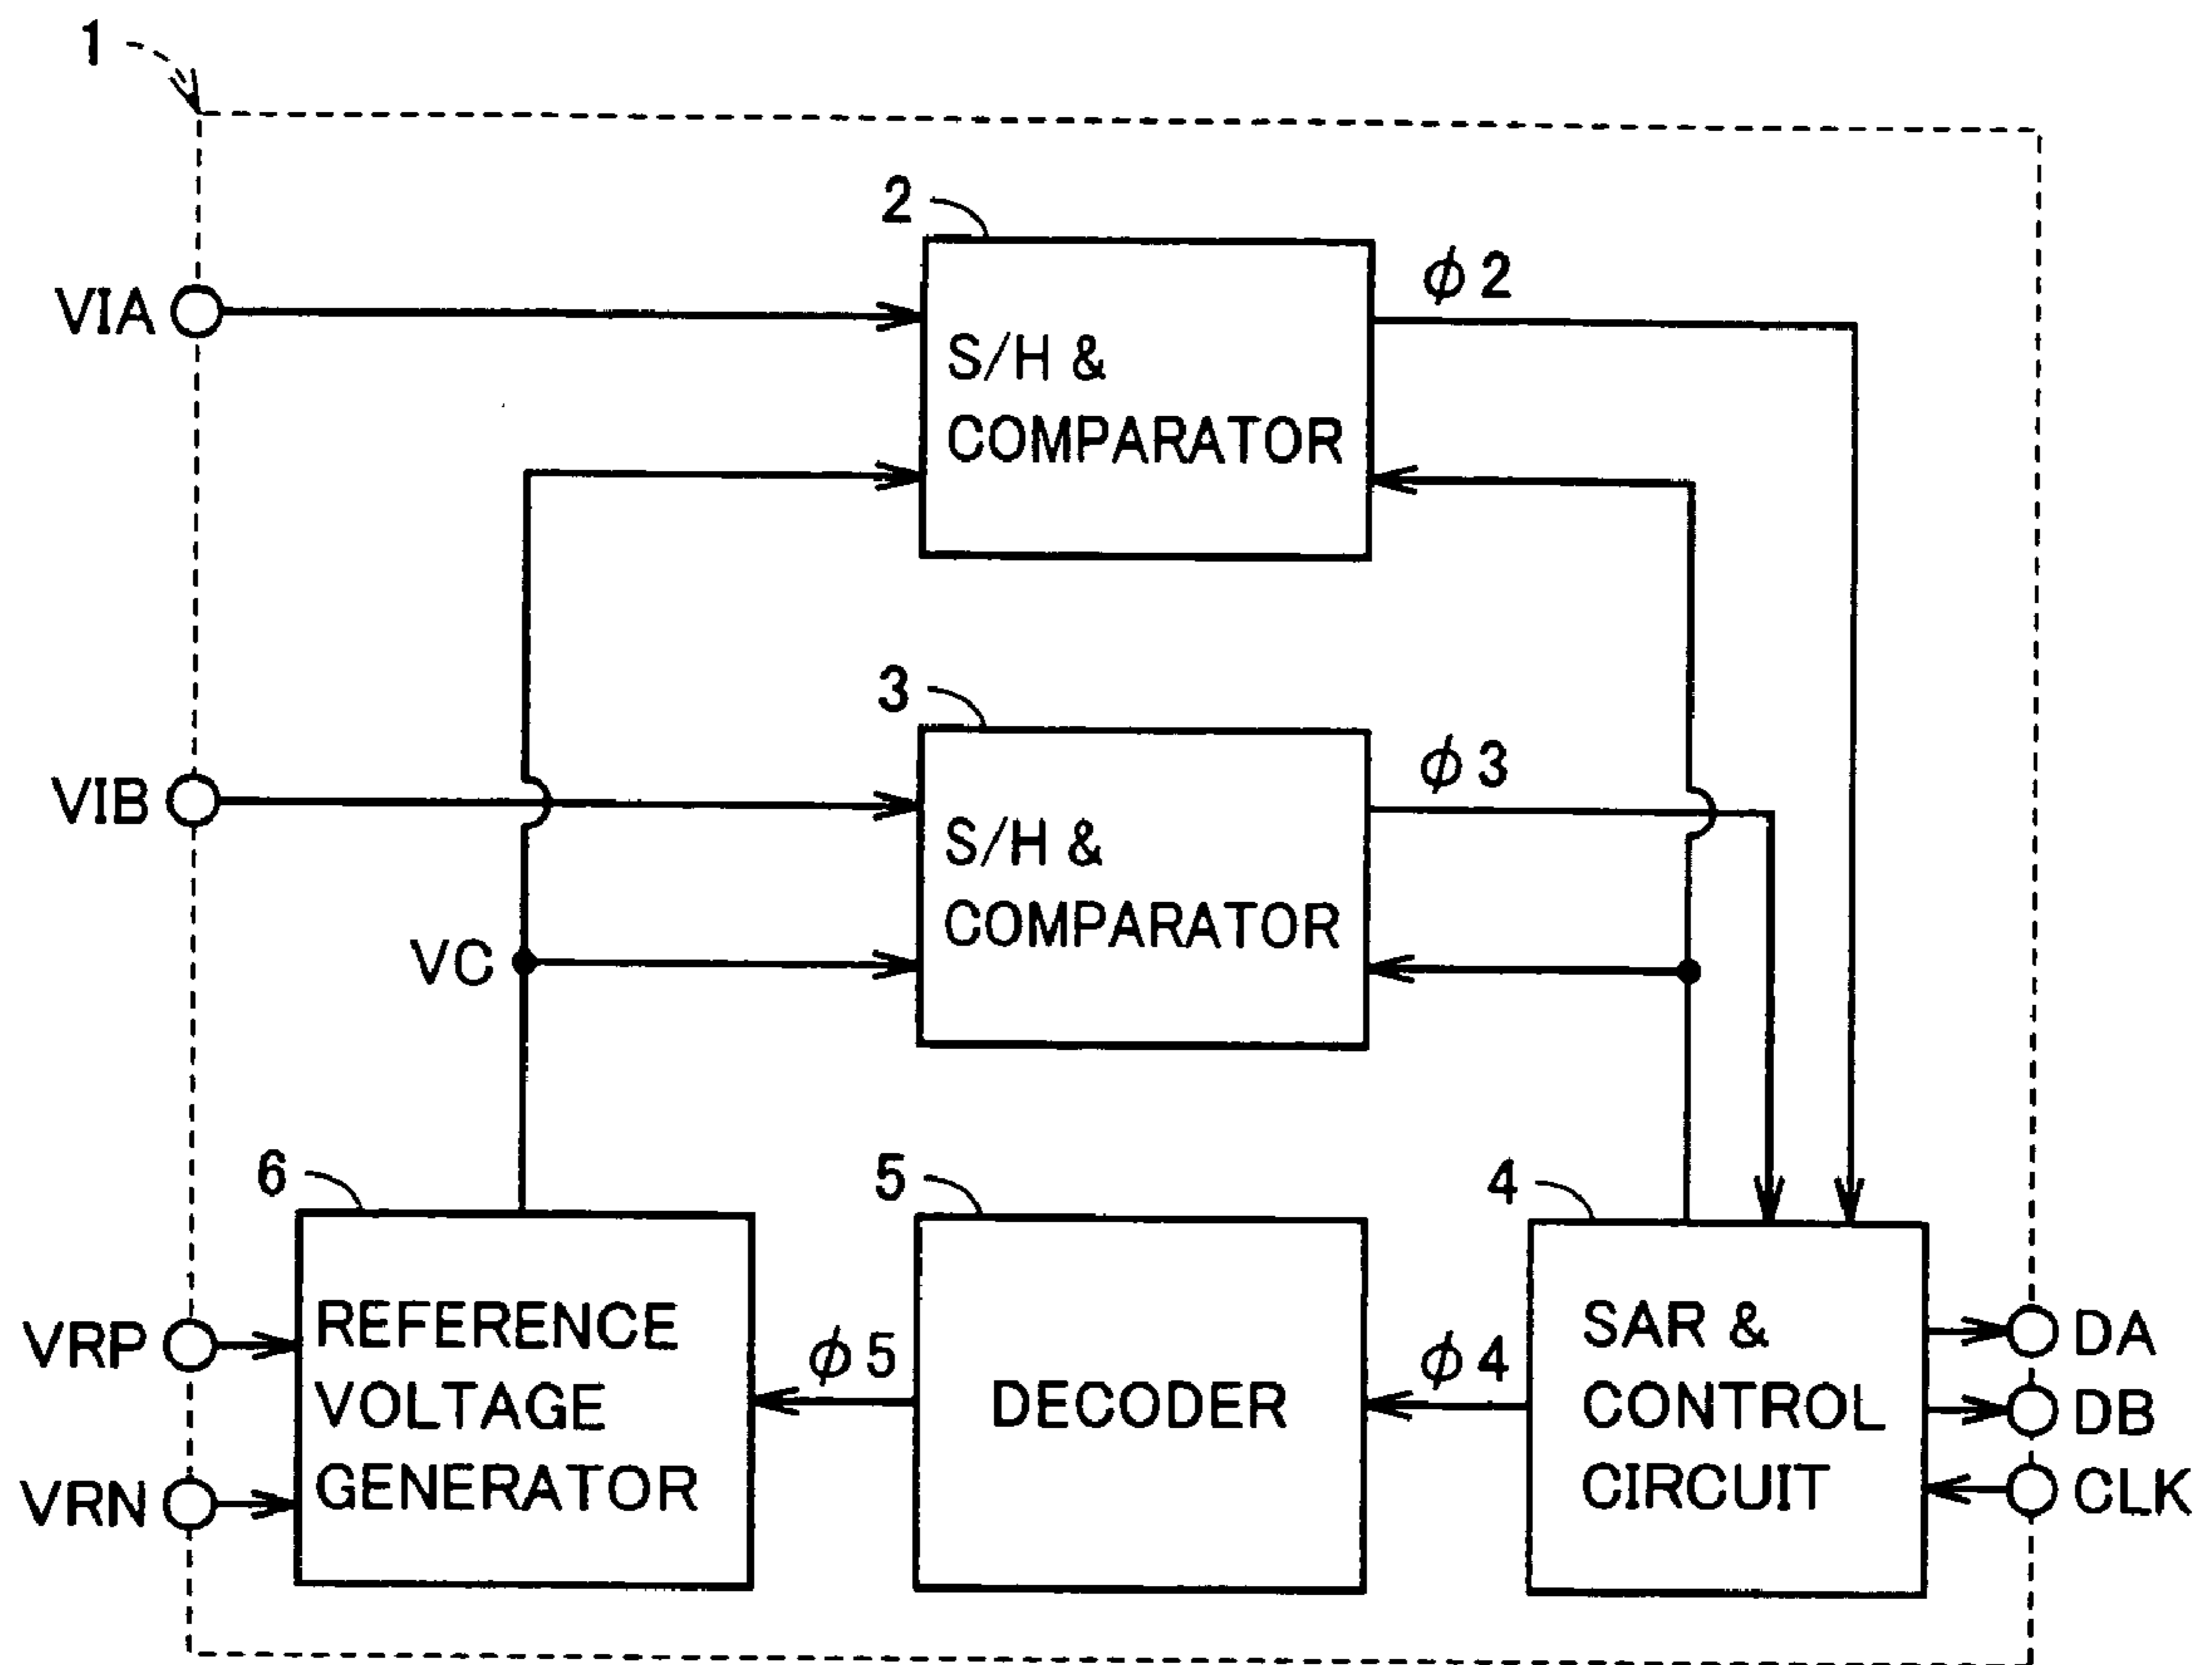 1
2
VIA
ϕ2
S/H &
COMPARATOR
3
VIB
ϕ3
S/H &
COMPARATOR
VC
6
5
4
VRP
REFERENCE
VOLTAGE
GENERATOR
VRN
ϕ5
DECODER
ϕ4
SAR &
CONTROL
CIRCUIT
DA
DB
CLK